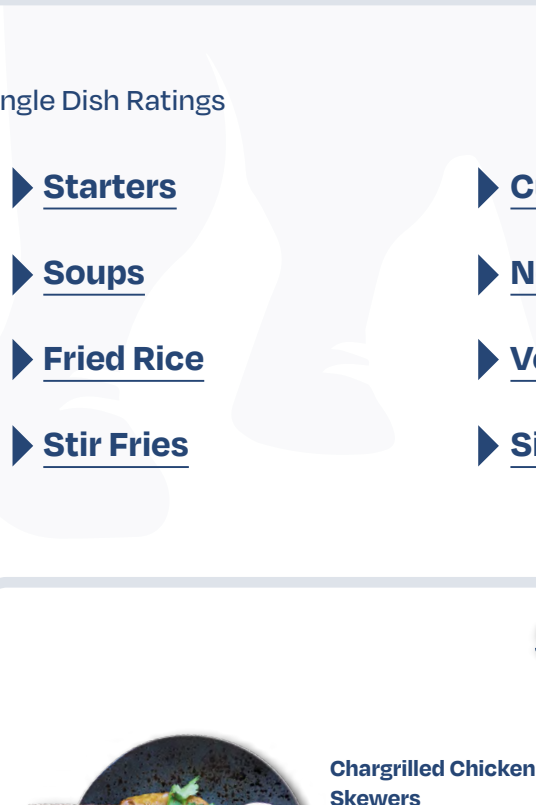 ngle Dish Ratings
Starters
Soups
Fried Rice
Stir Fries
Chargrilled Chicken
Skewers